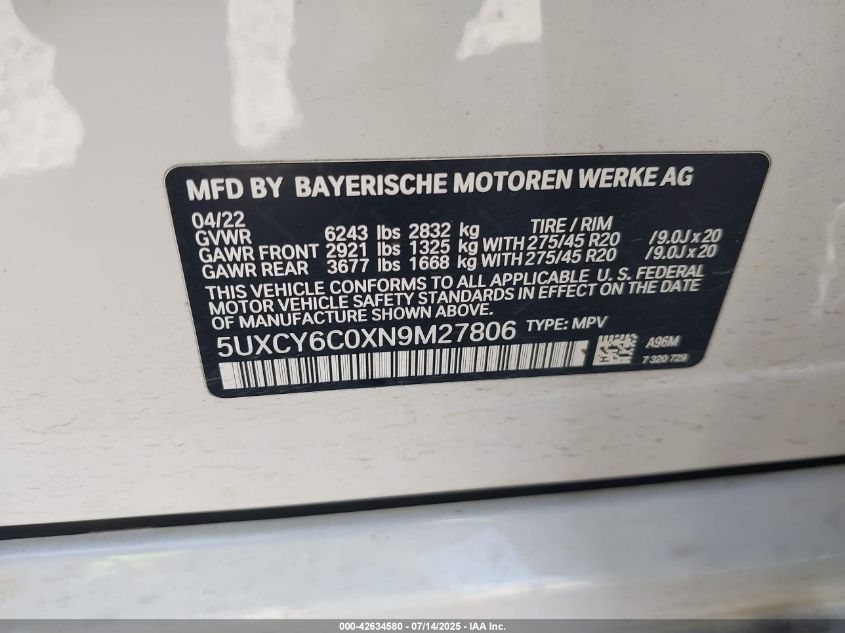 MFD BY BAYERISCHE MOTOREN WERKE AG
04/22 TIRE / RIM
GVWR 6243 lbs 2832 kg
GAWR FRONT 2921 lbs 1325 kg WITH 275/45 R20 /9.0J x 20
GAWR REAR 3677 lbs 1668 kg WITH 275/45 R20 /9.0J x 20
THIS VEHICLE CONFORMS TO ALL APPLICABLE U. S. FEDERAL
MOTOR VEHICLE SAFETY STANDARDS IN EFFECT ON THE DATE
OF MANUFACTURE SHOWN ABOVE.
5UXCY6C0XN9M27806 TYPE: MPV
A96M
7 320 729
000-42634580 - 07/14/2025 - IAA Inc.